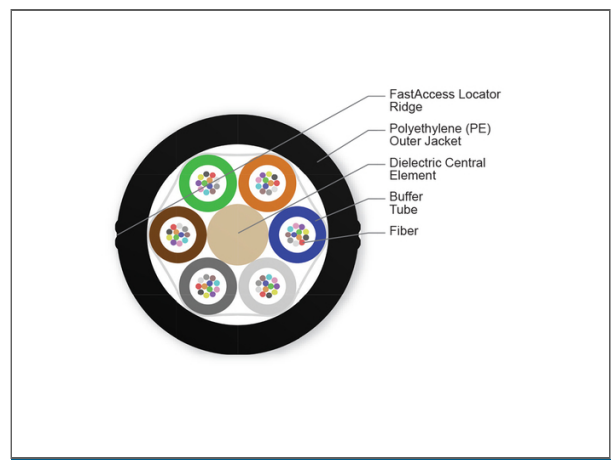 FastAccess Locator
Ridge
Polyethylene (PE)
Outer Jacket
Dielectric Central
Element
Buffer
Tube
Fiber